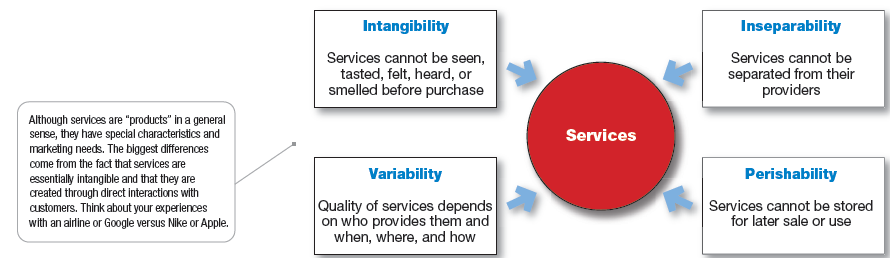 Intangibility
Services cannot be seen,
tasted, felt, heard, or
smelled before purchase
Inseparability
Services cannot be
separated from their
providers
Although services are “products” in a general
sense, they have special characteristics and
marketing needs. The biggest differences
come from the fact that services are
essentially intangible and that they are
created through direct interactions with
customers. Think about your experiences
with an airline or Google versus Nike or Apple.
Services
Variability
Quality of services depends
on who provides them and
when, where, and how
Perishability
Services cannot be stored
for later sale or use